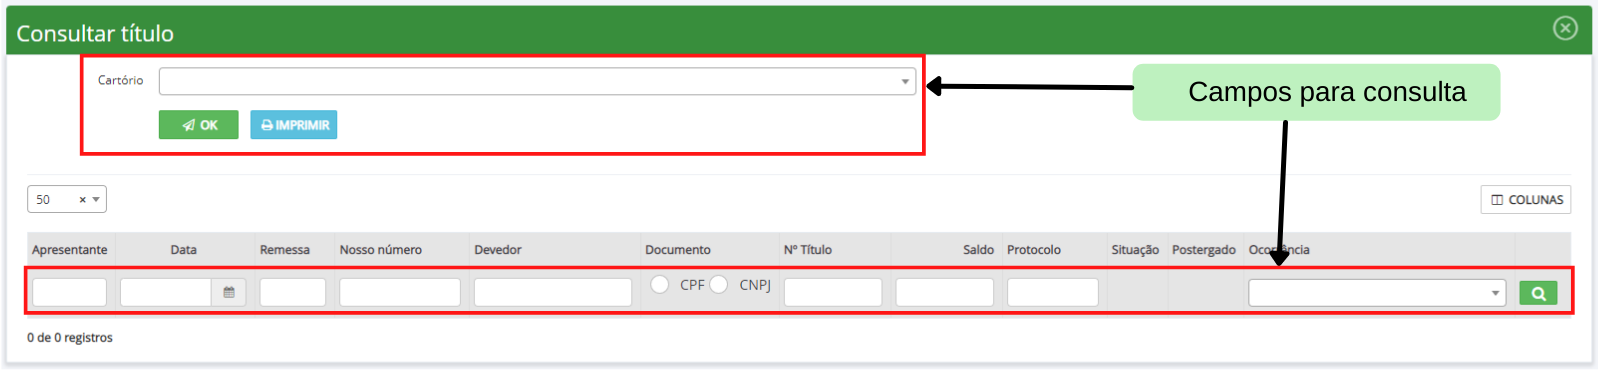 Consultar título
Cartório
Campos para consulta
OK IMPRIMIR
50 × COLUNAS
Apresentante Data Remessa Nosso número Devedor Documento Nº Título Saldo Protocolo Situação Postergado Ocorrência
CPF CNPJ
0 de 0 registros